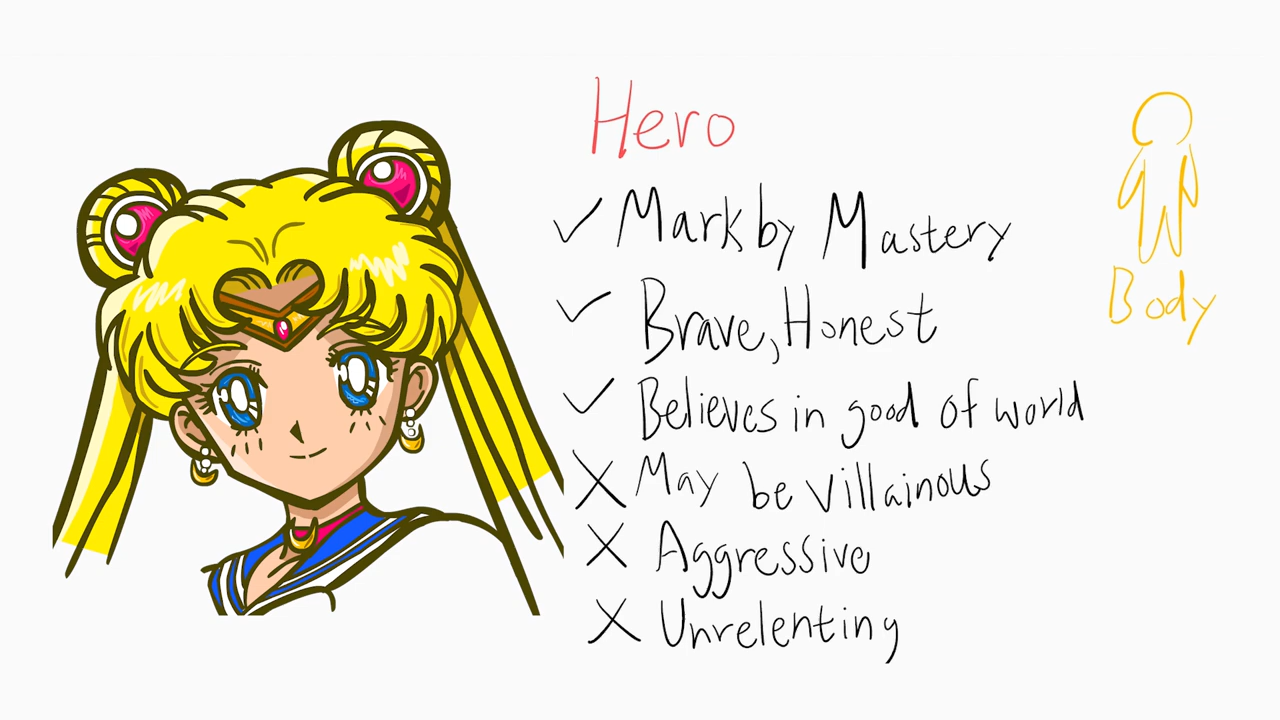 Hero
✓ Mark by Mastery
✓ Brave, Honest
✓ Believes in good of world
X May be villainous
X Aggressive
X Unrelenting
Body